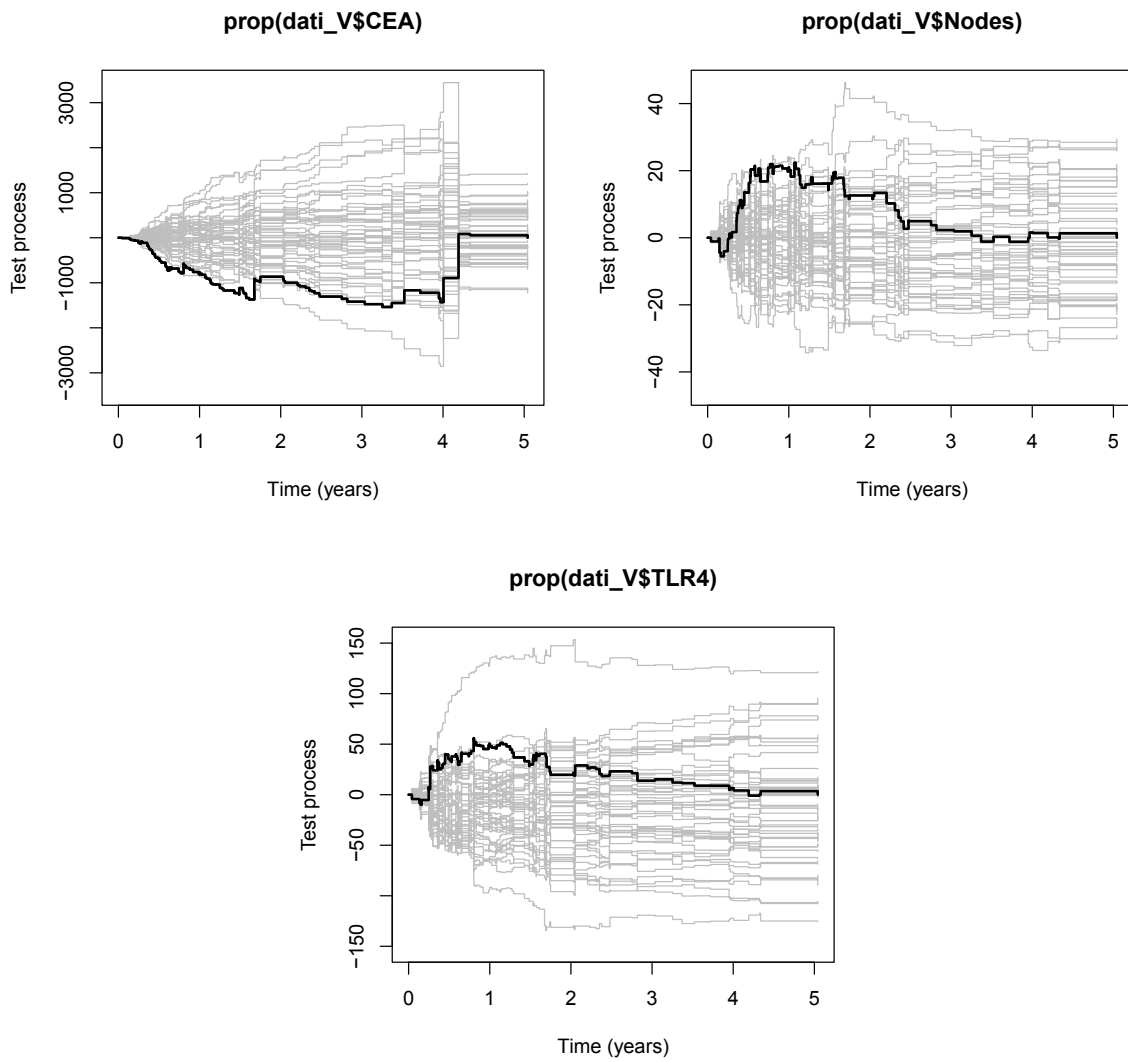 prop(dati_V$CEA)
Test process
3000
1000
−1000
−3000
0 1 2 3 4 5
Time (years)
prop(dati_V$Nodes)
Test process
40
20
0
−20
−40
0 1 2 3 4 5
Time (years)
prop(dati_V$TLR4)
Test process
150
100
50
0
−50
−150
0 1 2 3 4 5
Time (years)